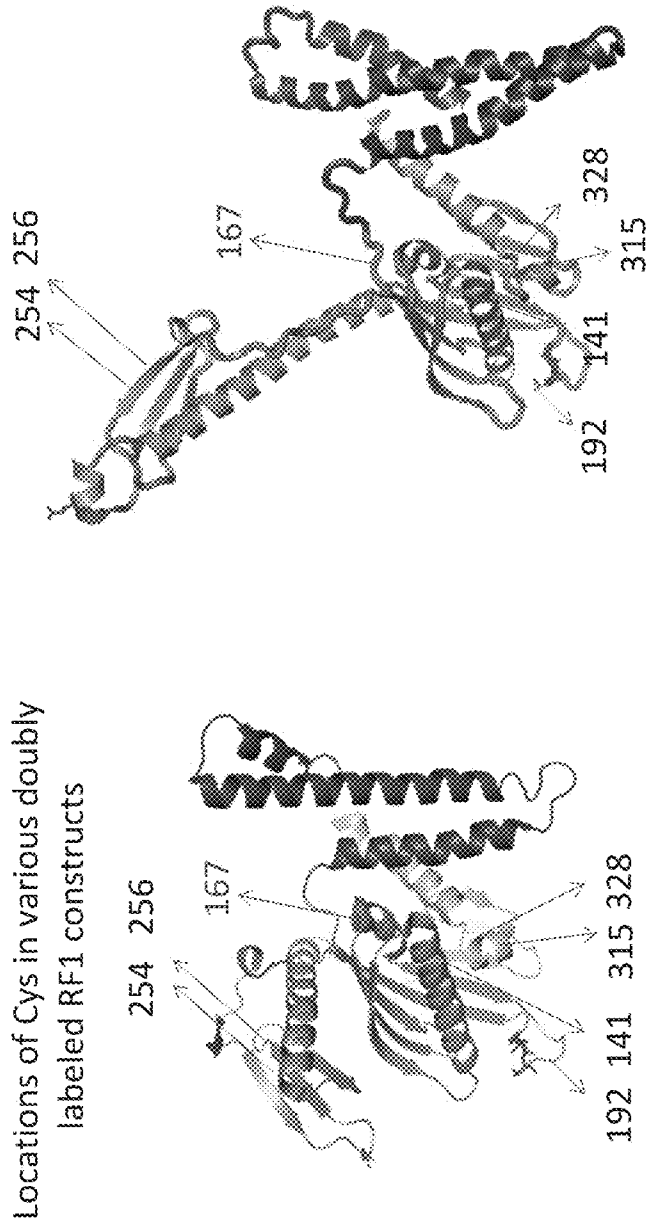 Locations of Cys in various doubly
labeled RF1 constructs
254 256
167
192 141 315 328
254 256
167
192
141
315
328